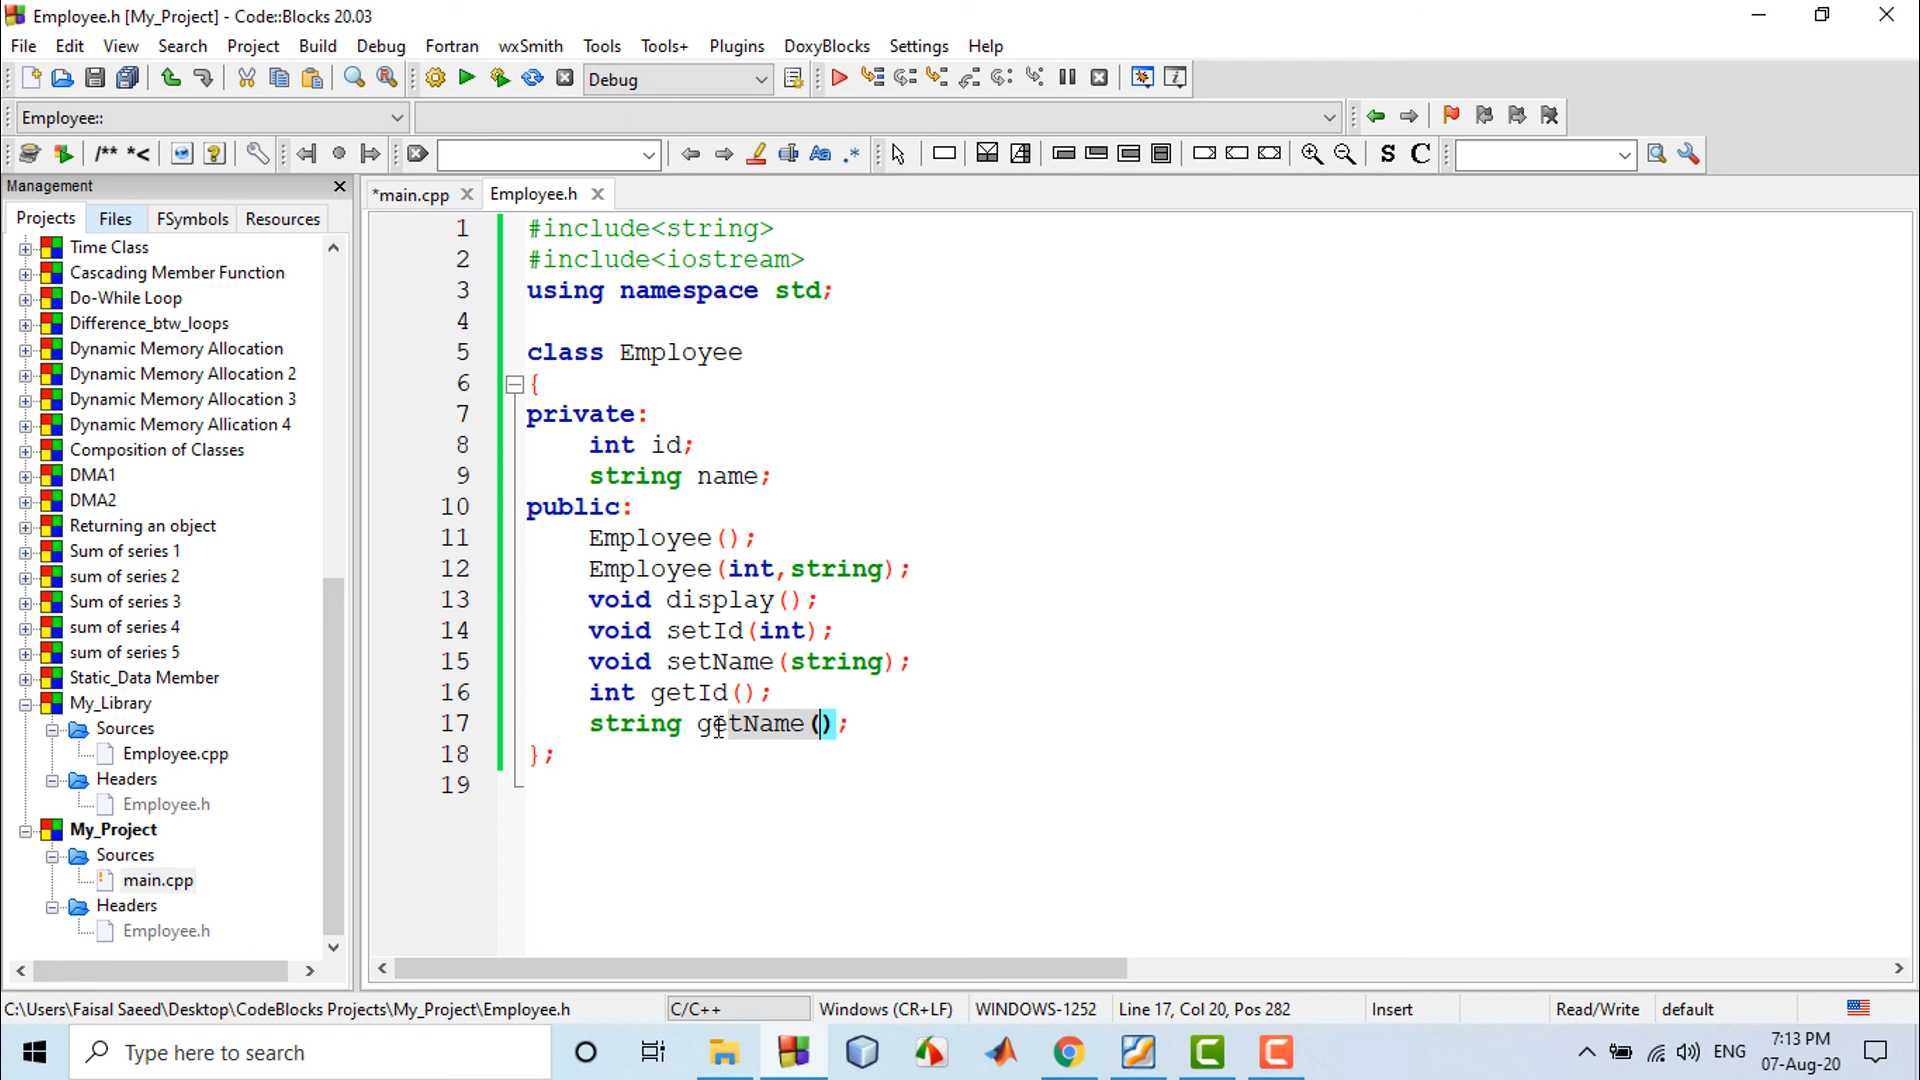 Employee.h [My_Project] - Code::Blocks 20.03
File Edit View Search Project Build Debug Fortran wxSmith Tools Tools+ Plugins DoxyBlocks Settings Help
Debug
Employee::
/** *<
Aa .* S C
Management
Projects Files FSymbols Resources
*main.cpp Employee.h
Time Class
Cascading Member Function
Do-While Loop
Difference_btw_loops
Dynamic Memory Allocation
Dynamic Memory Allocation 2
Dynamic Memory Allocation 3
Dynamic Memory Allication 4
Composition of Classes
DMA1
DMA2
Returning an object
Sum of series 1
sum of series 2
Sum of series 3
sum of series 4
sum of series 5
Static_Data Member
My_Library
Sources
Employee.cpp
Headers
Employee.h
My_Project
Sources
main.cpp
Headers
Employee.h
1 #include<string>
2 #include<iostream>
3 using namespace std;
4
5 class Employee
6 {
7 private:
8 int id;
9 string name;
10 public:
11 Employee();
12 Employee(int,string);
13 void display();
14 void setId(int);
15 void setName(string);
16 int getId();
17 string getName();
18 };
19
C:\Users\Faisal Saeed\Desktop\CodeBlocks Projects\My_Project\Employee.h C/C++ Windows (CR+LF) WINDOWS-1252 Line 17, Col 20, Pos 282 Insert Read/Write default
Type here to search
ENG
7:13 PM
07-Aug-20